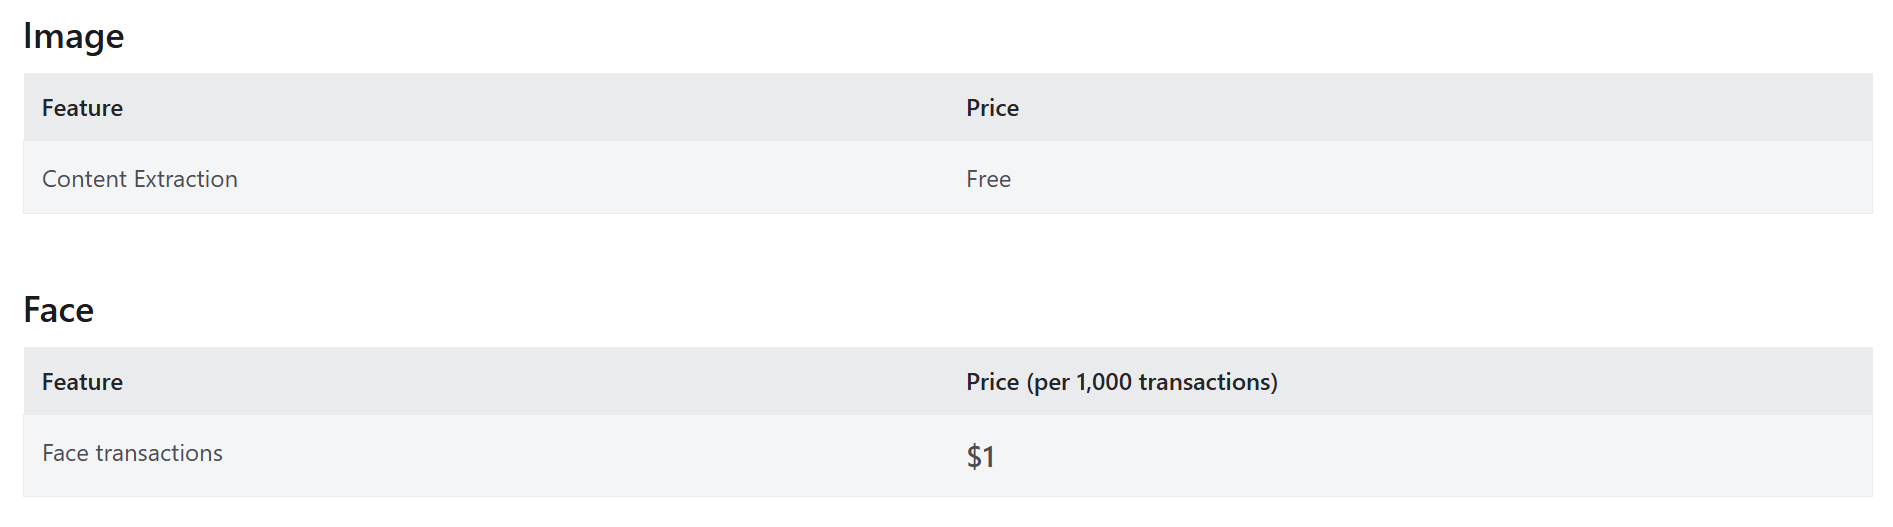 Image
Feature Price
Content Extraction Free
Face
Feature Price (per 1,000 transactions)
Face transactions $1